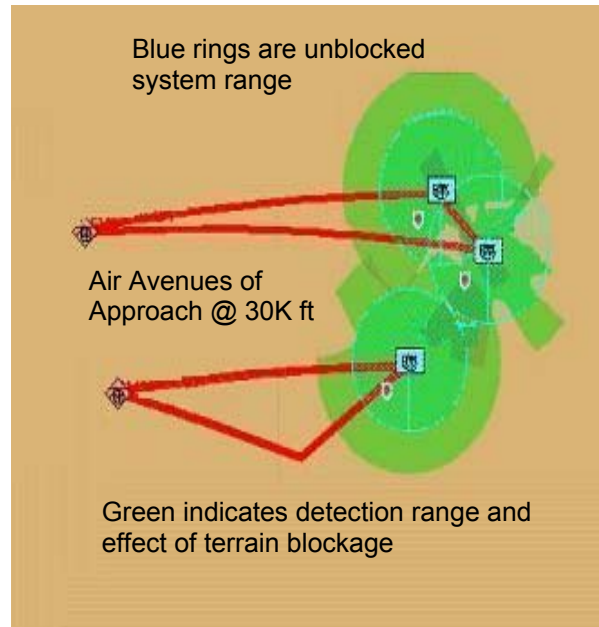 Blue rings are unblocked
system range
Air Avenues of
Approach @ 30K ft
Green indicates detection range and
effect of terrain blockage